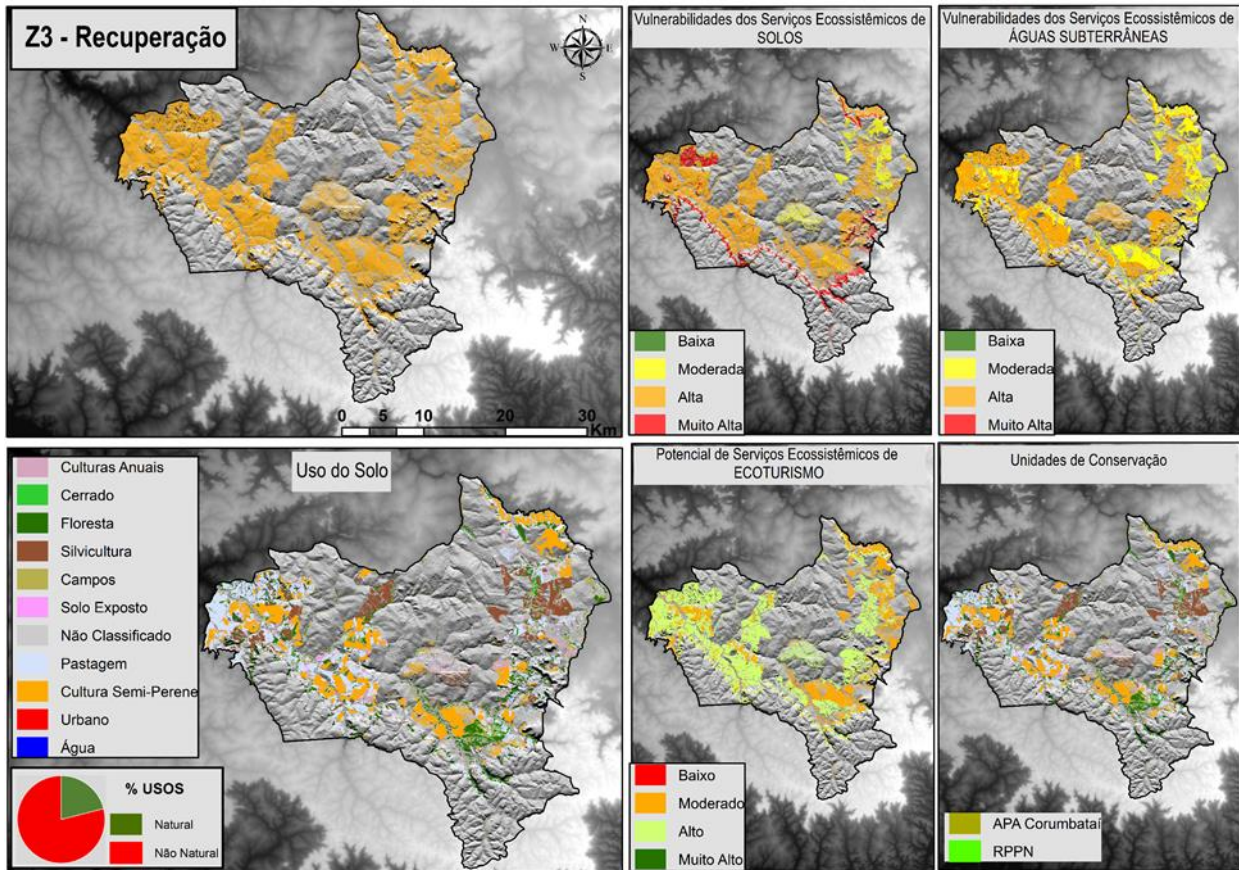 Z3 - Recuperação
N
W
E
S
0
5
10
20
30
Km
Vulnerabilidades dos Serviços Ecossistêmicos de
SOLOS
Baixa
Moderada
Alta
Muito Alta
Vulnerabilidades dos Serviços Ecossistêmicos de
ÁGUAS SUBTERRÂNEAS
Baixa
Moderada
Alta
Muito Alta
Uso do Solo
Culturas Anuais
Cerrado
Floresta
Silvicultura
Campos
Solo Exposto
Não Classificado
Pastagem
Cultura Semi-Perene
Urbano
Água
% USOS
Natural
Não Natural
Potencial de Serviços Ecossistêmicos de
ECOTURISMO
Baixo
Moderado
Alto
Muito Alto
Unidades de Conservação
APA Corumbataí
RPPN